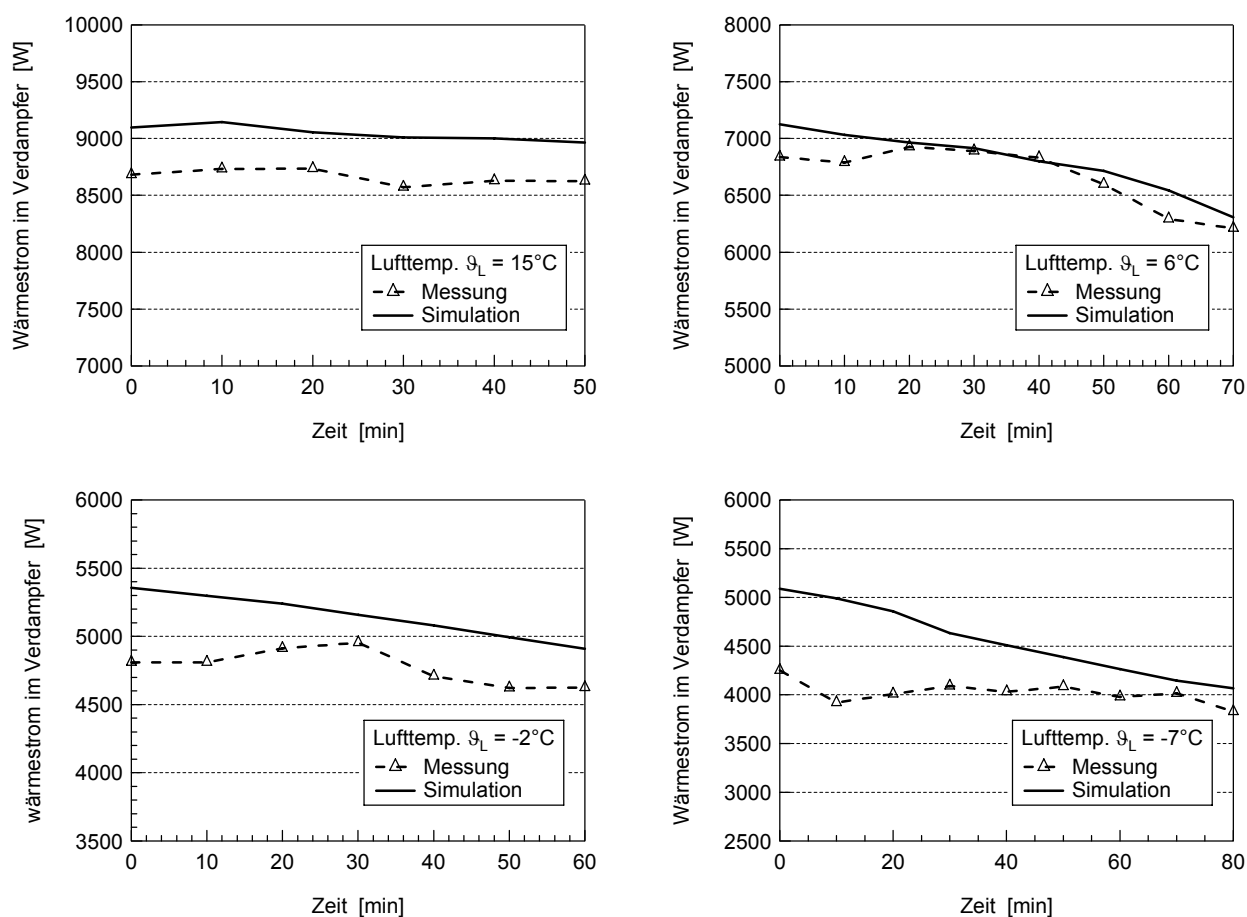 Wärmestrom im Verdampfer [W]
10000
9500
9000
8500
8000
7500
7000
0 10 20 30 40 50
Zeit [min]
Lufttemp. ϑL = 15°C
Messung
Simulation
Wärmestrom im Verdampfer [W]
8000
7500
7000
6500
6000
5500
5000
0 10 20 30 40 50 60 70
Zeit [min]
Lufttemp. ϑL = 6°C
Messung
Simulation
wärmestrom im Verdampfer [W]
6000
5500
5000
4500
4000
3500
0 10 20 30 40 50 60
Zeit [min]
Lufttemp. ϑL = -2°C
Messung
Simulation
Wärmestrom im Verdampfer [W]
6000
5500
5000
4500
4000
3500
3000
2500
0 20 40 60 80
Zeit [min]
Lufttemp. ϑL = -7°C
Messung
Simulation